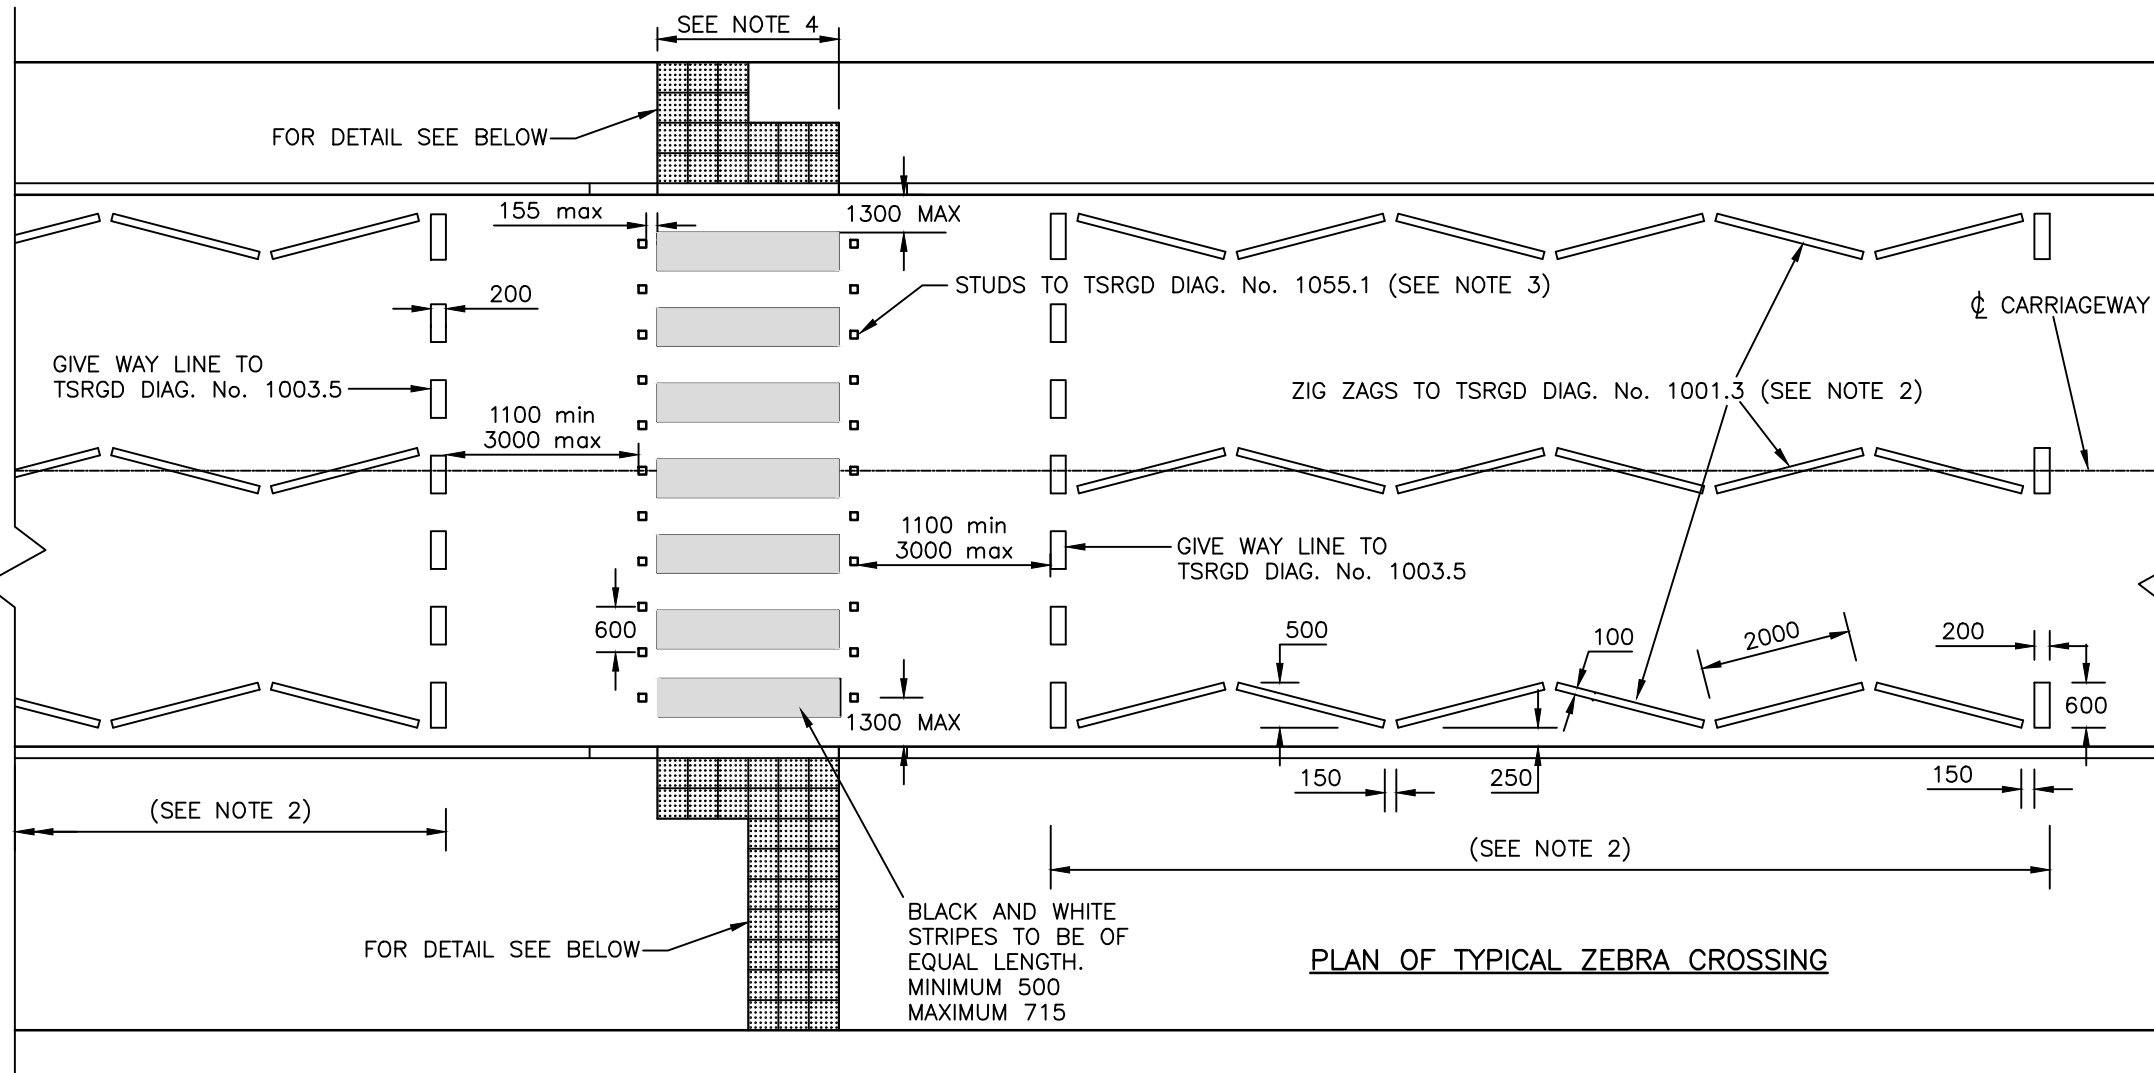 SEE NOTE 4
FOR DETAIL SEE BELOW
155 max
1300 MAX
200
STUDS TO TSRGD DIAG. No. 1055.1 (SEE NOTE 3)
℄ CARRIAGEWAY
GIVE WAY LINE TO
TSRGD DIAG. No. 1003.5
ZIG ZAGS TO TSRGD DIAG. No. 1001.3 (SEE NOTE 2)
1100 min
3000 max
1100 min
3000 max
GIVE WAY LINE TO
TSRGD DIAG. No. 1003.5
600
500
100
2000
200
600
1300 MAX
150
250
150
(SEE NOTE 2)
(SEE NOTE 2)
BLACK AND WHITE
STRIPES TO BE OF
EQUAL LENGTH.
MINIMUM 500
MAXIMUM 715
FOR DETAIL SEE BELOW
PLAN OF TYPICAL ZEBRA CROSSING